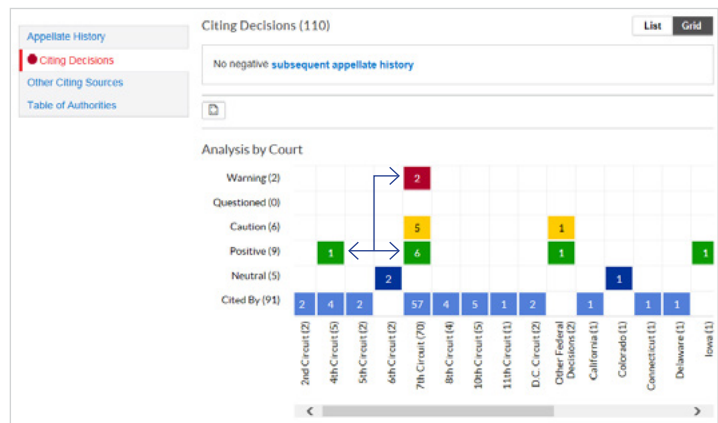 Appellate History
Citing Decisions
Other Citing Sources
Table of Authorities
Citing Decisions (110)
List Grid
No negative subsequent appellate history
Analysis by Court
Warning (2) 2
Questioned (0)
Caution (6) 5 1
Positive (9) 1 6 1 1
Neutral (5) 2 1
Cited By (91) 2 4 2 57 4 5 1 2 1 1 1
2nd Circuit (2)
4th Circuit (5)
5th Circuit (2)
6th Circuit (2)
7th Circuit (70)
8th Circuit (4)
10th Circuit (5)
11th Circuit (1)
D.C. Circuit (2)
Other Federal
Decisions (2)
California (1)
Colorado (1)
Connecticut (1)
Delaware (1)
Iowa (1)